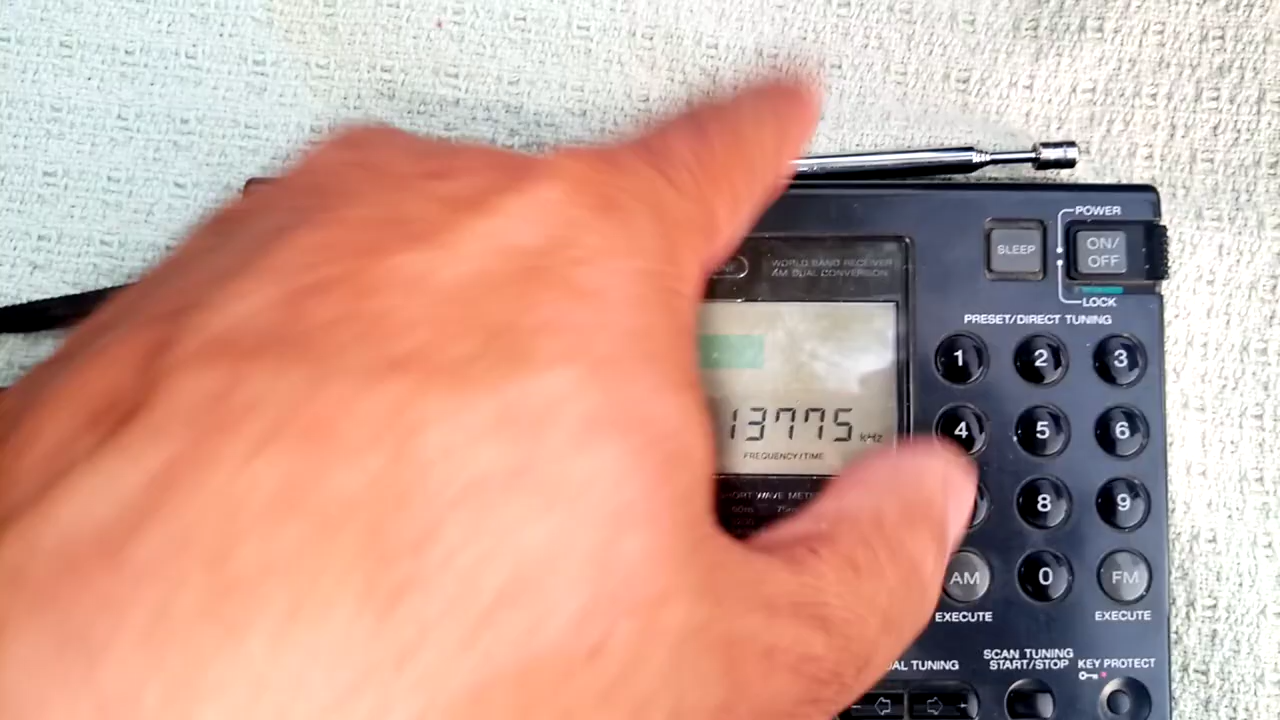 POWER
SLEEP
ON/
OFF
LOCK
WORLD BAND RECEIVER
AM DUAL CONVERSION
PRESET/DIRECT TUNING
1 2 3
13775 kHz
FREQUENCY/TIME
4 5 6
8 9
AM 0 FM
EXECUTE EXECUTE
TUNING
SCAN TUNING
START/STOP
KEY PROTECT